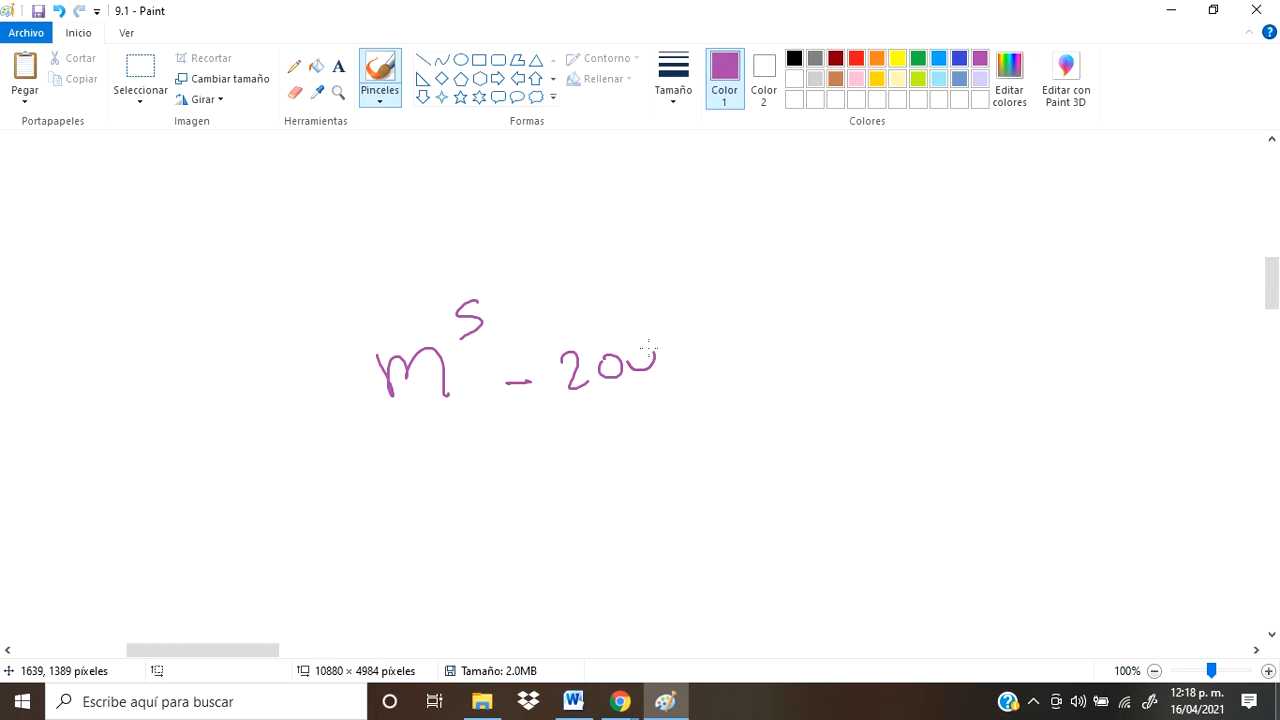 9.1 - Paint
Archivo Inicio Ver
Pegar Cortar Copiar Portapapeles
Seleccionar Recortar Cambiar tamaño Girar Imagen
A Herramientas
Pinceles
Contorno Rellenar Formas
Tamaño
Color 1 Color 2 Editar colores Colores
Editar con Paint 3D
m⁵ - 20
1639, 1389 píxeles 10880 × 4984 píxeles Tamaño: 2.0MB 100%
Escribe aquí para buscar 12:18 p. m.
16/04/2021